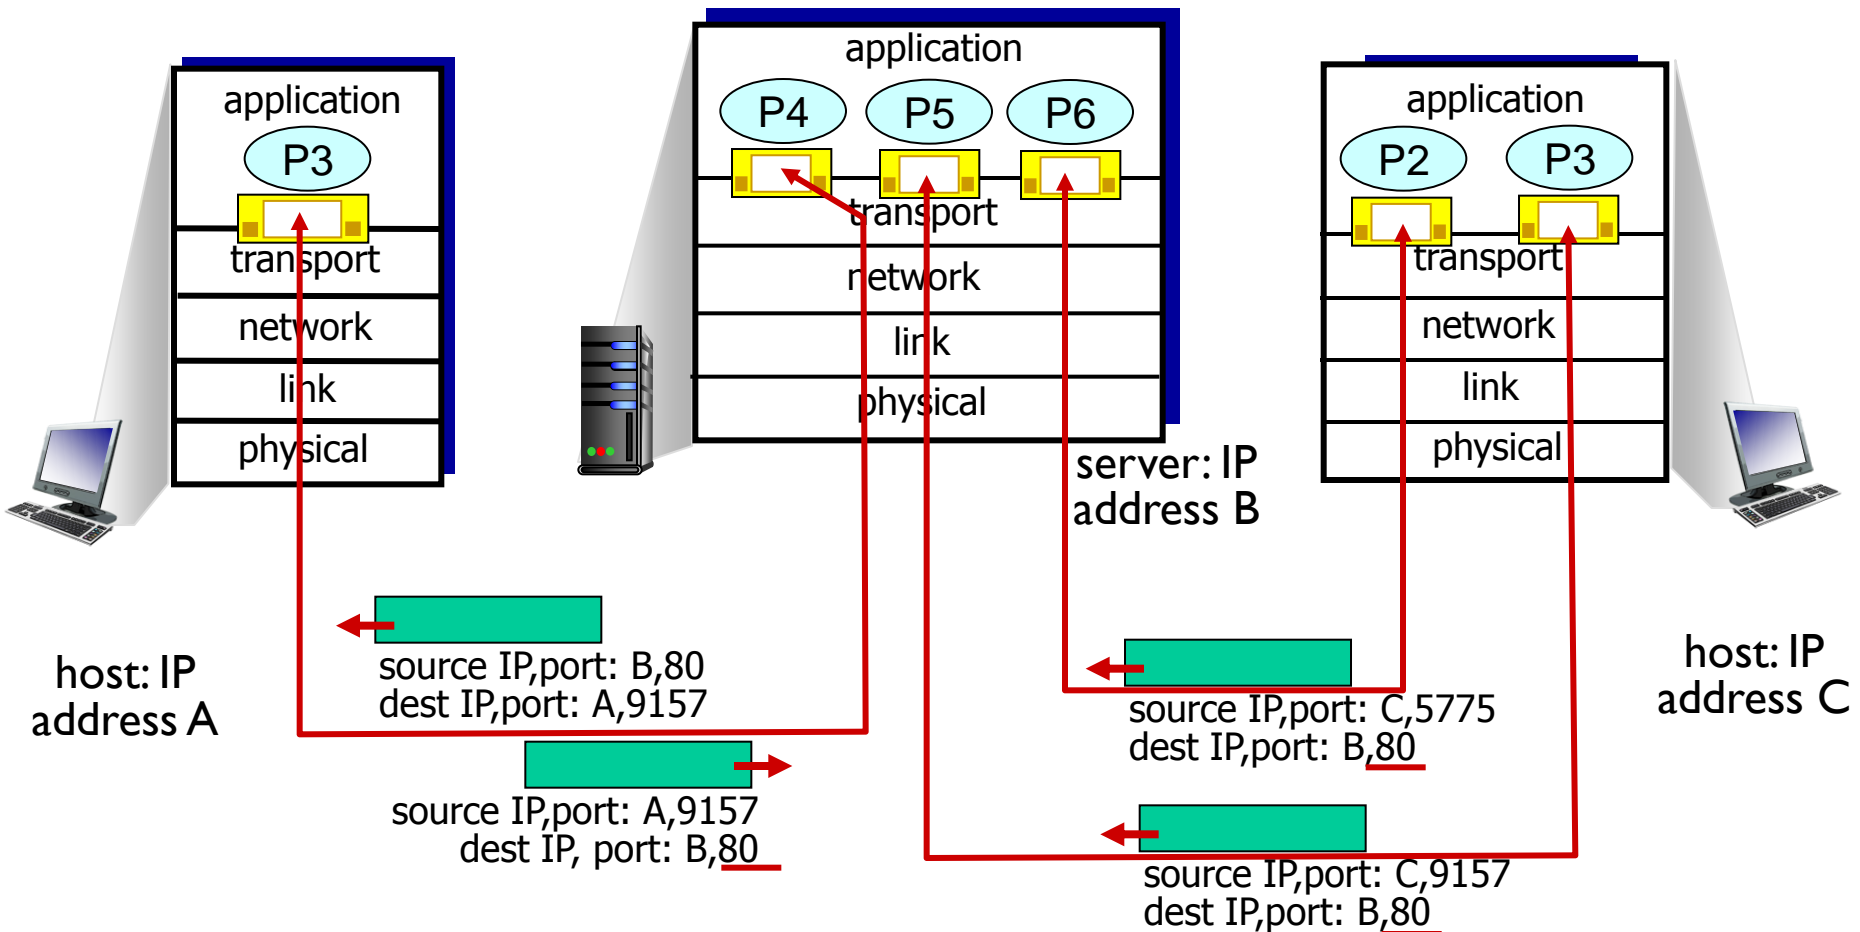 application
P3
transport
network
link
physical
host: IP
address A
application
P4
P5
P6
transport
network
link
physical
server: IP
address B
application
P2
P3
transport
network
link
physical
host: IP
address C
source IP,port: B,80
dest IP,port: A,9157
source IP,port: A,9157
dest IP, port: B,80
source IP,port: C,5775
dest IP,port: B,80
source IP,port: C,9157
dest IP,port: B,80